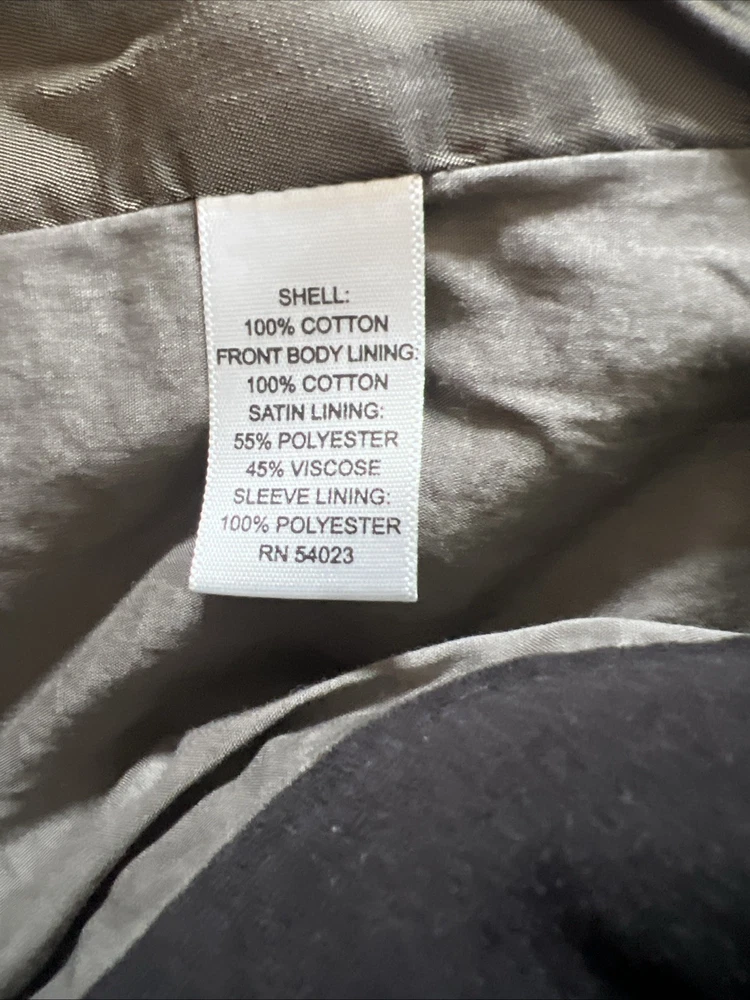 SHELL:
100% COTTON
FRONT BODY LINING:
100% COTTON
SATIN LINING:
55% POLYESTER
45% VISCOSE
SLEEVE LINING:
100% POLYESTER
RN 54023